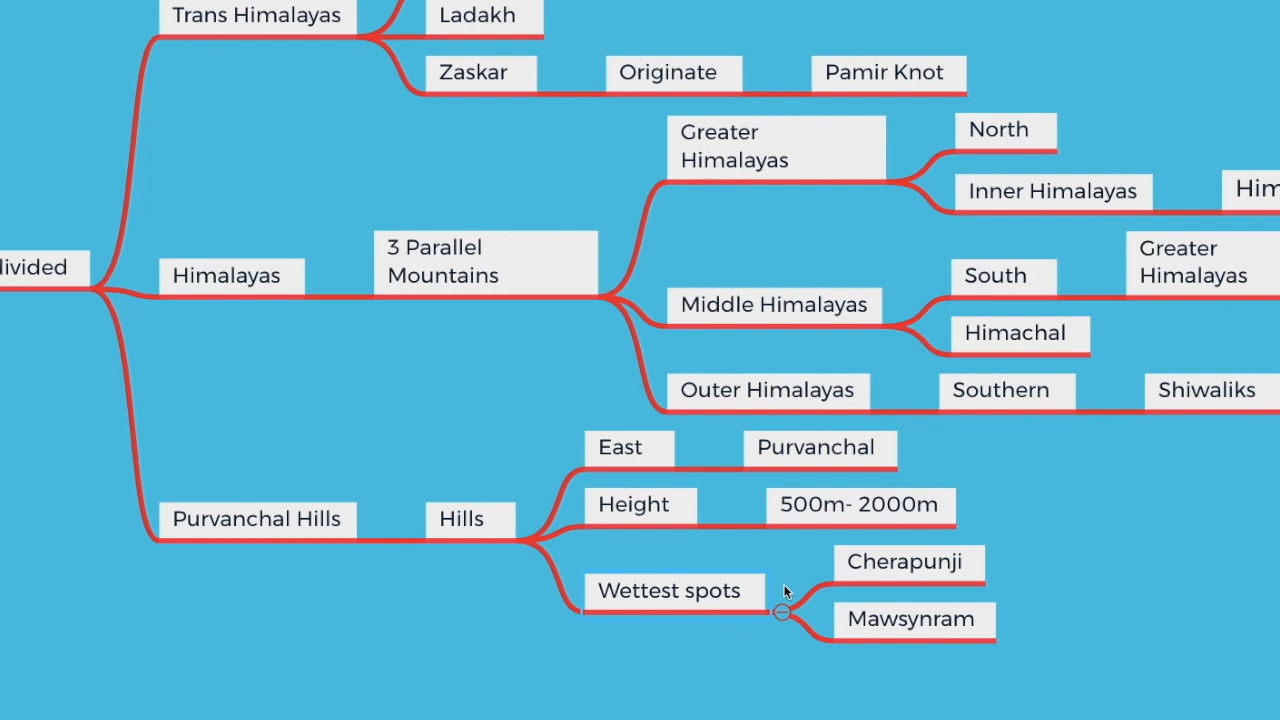 Trans Himalayas
Ladakh
Zaskar
Originate
Pamir Knot
Greater
Himalayas
North
Inner Himalayas
divided
Himalayas
3 Parallel
Mountains
Middle Himalayas
South
Greater
Himalayas
Himachal
Outer Himalayas
Southern
Shiwaliks
Purvanchal Hills
Hills
East
Purvanchal
Height
500m- 2000m
Wettest spots
Cherapunji
Mawsynram